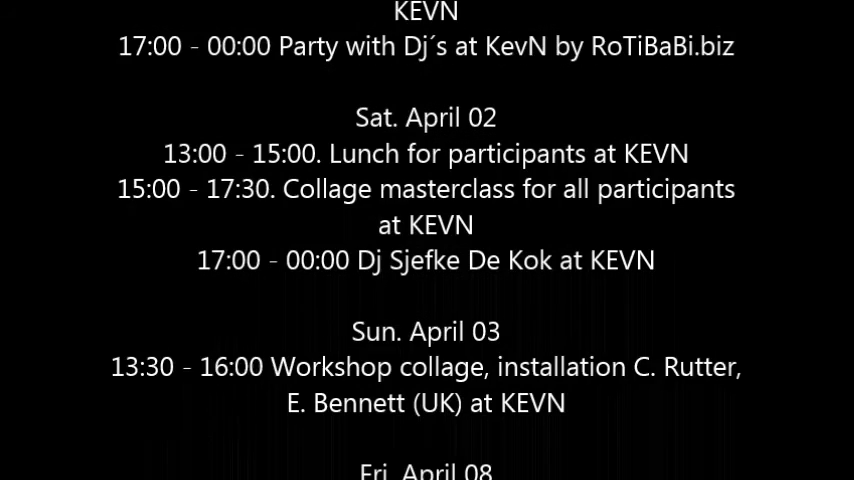 KEVN
17:00 - 00:00 Party with Dj´s at KevN by RoTiBaBi.biz
Sat. April 02
13:00 - 15:00. Lunch for participants at KEVN
15:00 - 17:30. Collage masterclass for all participants
at KEVN
17:00 - 00:00 Dj Sjefke De Kok at KEVN
Sun. April 03
13:30 - 16:00 Workshop collage, installation C. Rutter,
E. Bennett (UK) at KEVN
Fri. April 08